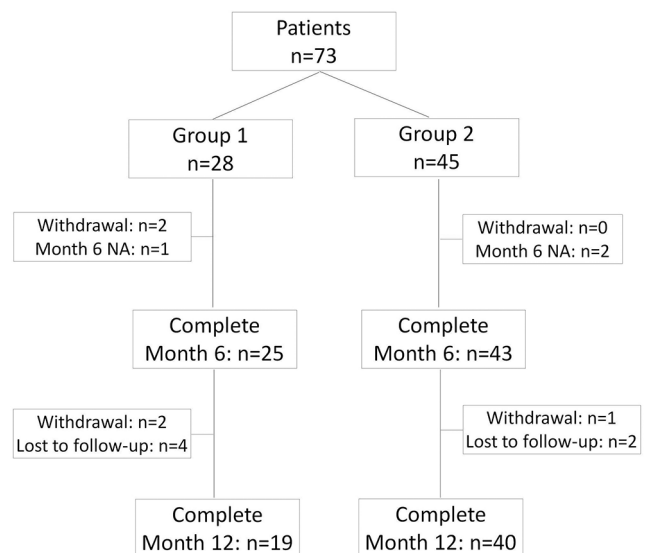 Patients
n=73
Group 1
n=28
Group 2
n=45
Withdrawal: n=2
Month 6 NA: n=1
Withdrawal: n=0
Month 6 NA: n=2
Complete
Month 6: n=25
Complete
Month 6: n=43
Withdrawal: n=2
Lost to follow-up: n=4
Withdrawal: n=1
Lost to follow-up: n=2
Complete
Month 12: n=19
Complete
Month 12: n=40